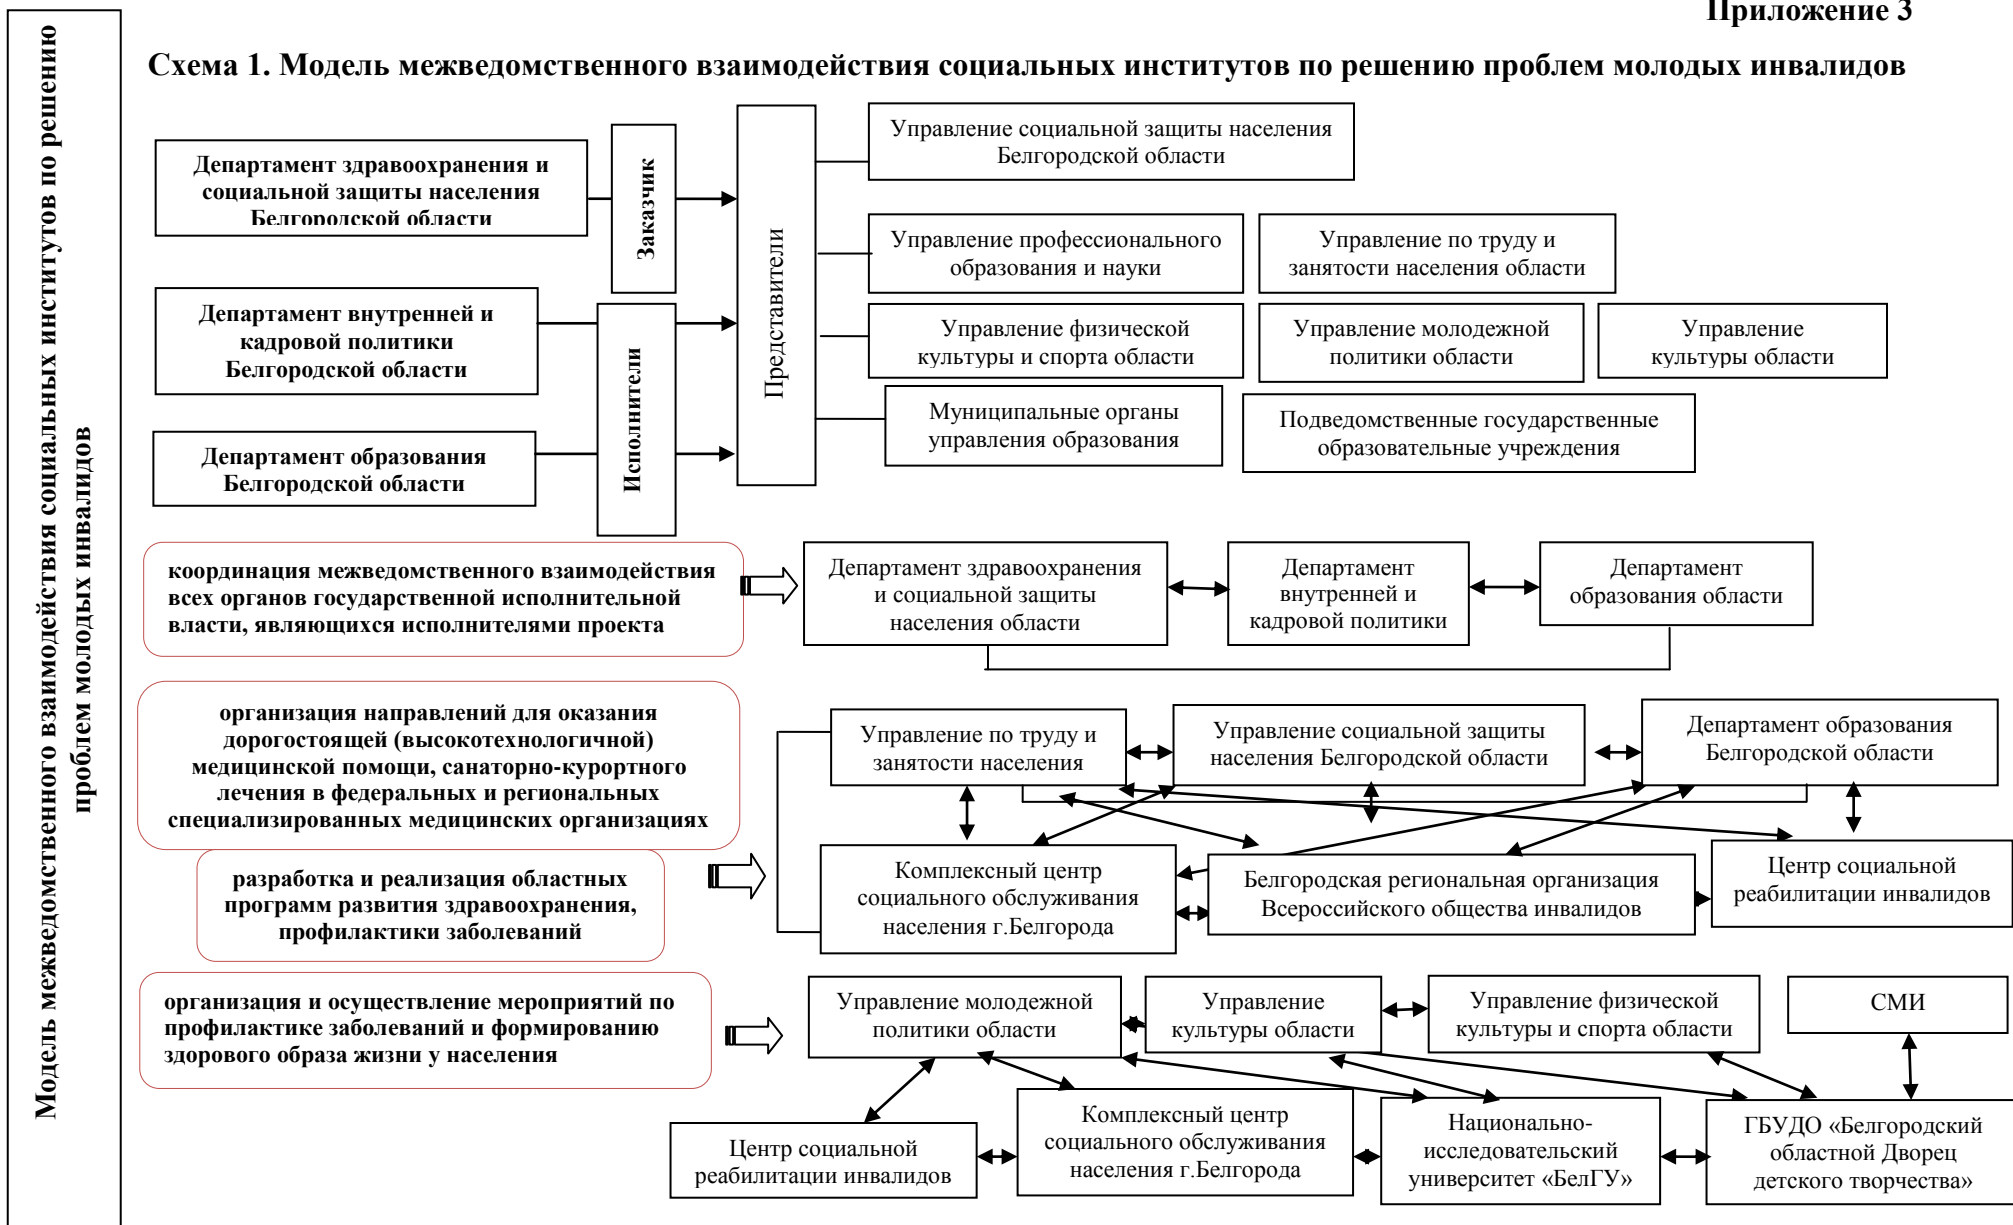 Приложение 3
Схема 1. Модель межведомственного взаимодействия социальных институтов по решению проблем молодых инвалидов
Модель межведомственного взаимодействия социальных институтов по решению
проблем молодых инвалидов
Департамент здравоохранения и
социальной защиты населения
Белгородской области
Заказчик
Департамент внутренней и
кадровой политики
Белгородской области
Департамент образования
Белгородской области
Исполнители
Представители
Управление социальной защиты населения
Белгородской области
Управление профессионального
образования и науки
Управление по труду и
занятости населения области
Управление физической
культуры и спорта области
Управление молодежной
политики области
Управление
культуры области
Муниципальные органы
управления образования
Подведомственные государственные
образовательные учреждения
координация межведомственного взаимодействия
всех органов государственной исполнительной
власти, являющихся исполнителями проекта
Департамент здравоохранения
и социальной защиты
населения области
Департамент
внутренней и
кадровой политики
Департамент
образования области
организация направлений для оказания
дорогостоящей (высокотехнологичной)
медицинской помощи, санаторно-курортного
лечения в федеральных и региональных
специализированных медицинских организациях
разработка и реализация областных
программ развития здравоохранения,
профилактики заболеваний
Управление по труду и
занятости населения
Управление социальной защиты
населения Белгородской области
Департамент образования
Белгородской области
Комплексный центр
социального обслуживания
населения г.Белгорода
Белгородская региональная организация
Всероссийского общества инвалидов
Центр социальной
реабилитации инвалидов
организация и осуществление мероприятий по
профилактике заболеваний и формированию
здорового образа жизни у населения
Управление молодежной
политики области
Управление
культуры области
Управление физической
культуры и спорта области
СМИ
Центр социальной
реабилитации инвалидов
Комплексный центр
социального обслуживания
населения г.Белгорода
Национально-
исследовательский
университет «БелГУ»
ГБУДО «Белгородский
областной Дворец
детского творчества»